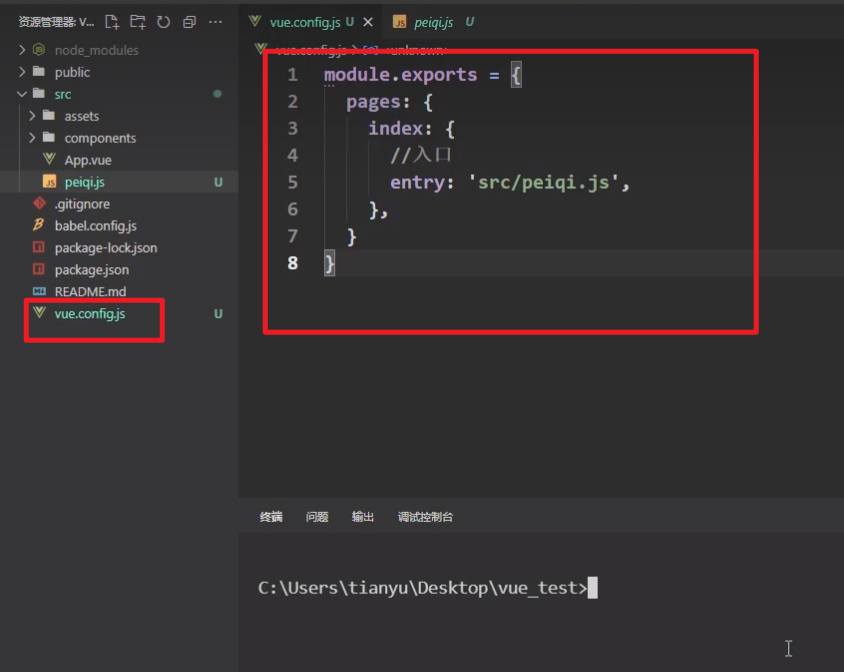 资源管理器: V...
vue.config.js U
peiqi.js U
node_modules
public
src
assets
components
App.vue
peiqi.js U
.gitignore
babel.config.js
package-lock.json
package.json
README.md
vue.config.js U
vue.config.js > <unknown>
1 module.exports = {
2 pages: {
3 index: {
4 //入口
5 entry: 'src/peiqi.js',
6 },
7 }
8 }
终端 问题 输出 调试控制台
C:\Users\tianyu\Desktop\vue_test>